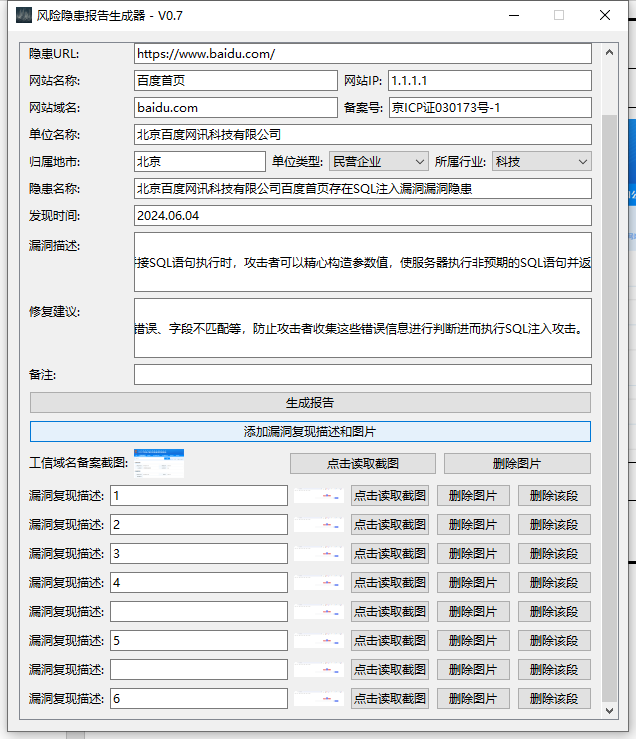 风险隐患报告生成器 - V0.7
隐患URL: https://www.baidu.com/
网站名称: 百度首页 网站IP: 1.1.1.1
网站域名: baidu.com 备案号: 京ICP证030173号-1
单位名称: 北京百度网讯科技有限公司
归属地市: 北京 单位类型: 民营企业 所属行业: 科技
隐患名称: 北京百度网讯科技有限公司百度首页存在SQL注入漏洞漏洞隐患
发现时间: 2024.06.04
漏洞描述: 接SQL语句执行时，攻击者可以精心构造参数值，使服务器执行非预期的SQL语句并返
修复建议: 错误、字段不匹配等，防止攻击者收集这些错误信息进行判断进而执行SQL注入攻击。
备注:
生成报告
添加漏洞复现描述和图片
工信域名备案截图: 点击读取截图 删除图片
漏洞复现描述: 1 点击读取截图 删除图片 删除该段
漏洞复现描述: 2 点击读取截图 删除图片 删除该段
漏洞复现描述: 3 点击读取截图 删除图片 删除该段
漏洞复现描述: 4 点击读取截图 删除图片 删除该段
漏洞复现描述: 点击读取截图 删除图片 删除该段
漏洞复现描述: 5 点击读取截图 删除图片 删除该段
漏洞复现描述: 点击读取截图 删除图片 删除该段
漏洞复现描述: 6 点击读取截图 删除图片 删除该段